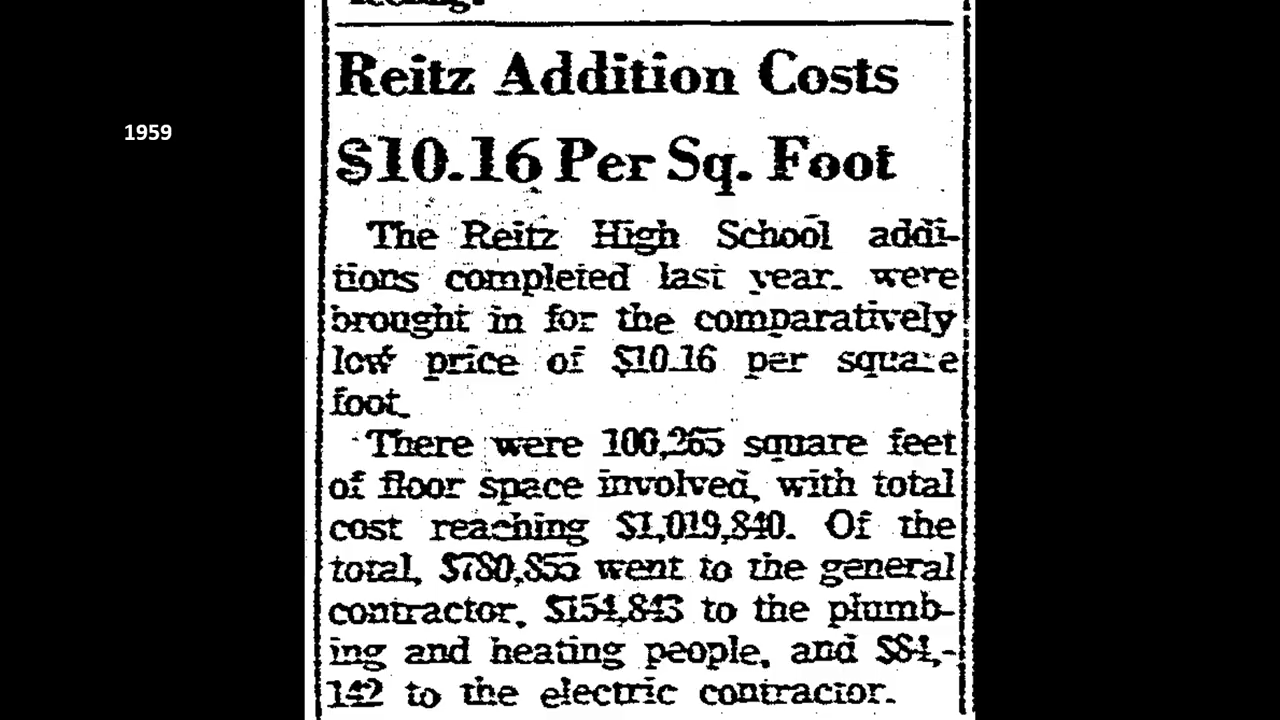 1959
Reitz Addition Costs
$10.16 Per Sq. Foot
The Reitz High School addi-
tions completed last year. were
brought in for the comparatively
low price of $10.16 per square
foot.
There were 100,265 square feet
of floor space involved, with total
cost reaching $1,019,840. Of the
total, $780,855 went to the general
contractor, $154,843 to the plumb-
ing and heating people, and $84,-
142 to the electric contractor.